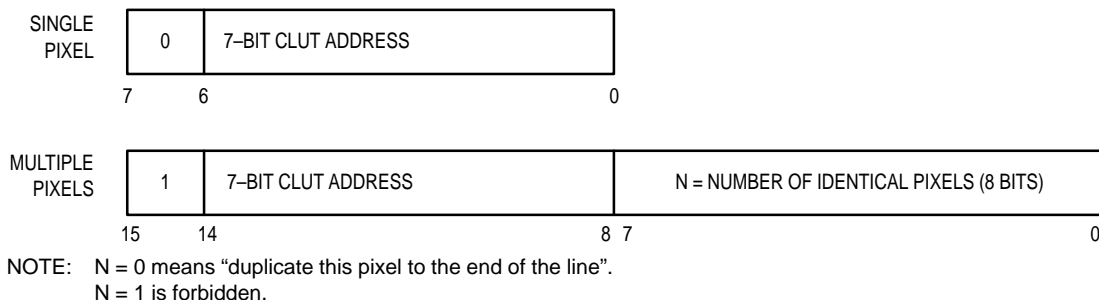 SINGLE PIXEL
0
7–BIT CLUT ADDRESS
7 6 0
MULTIPLE PIXELS
1
7–BIT CLUT ADDRESS
N = NUMBER OF IDENTICAL PIXELS (8 BITS)
15 14 8 7 0
NOTE: N = 0 means “duplicate this pixel to the end of the line”.
N = 1 is forbidden.